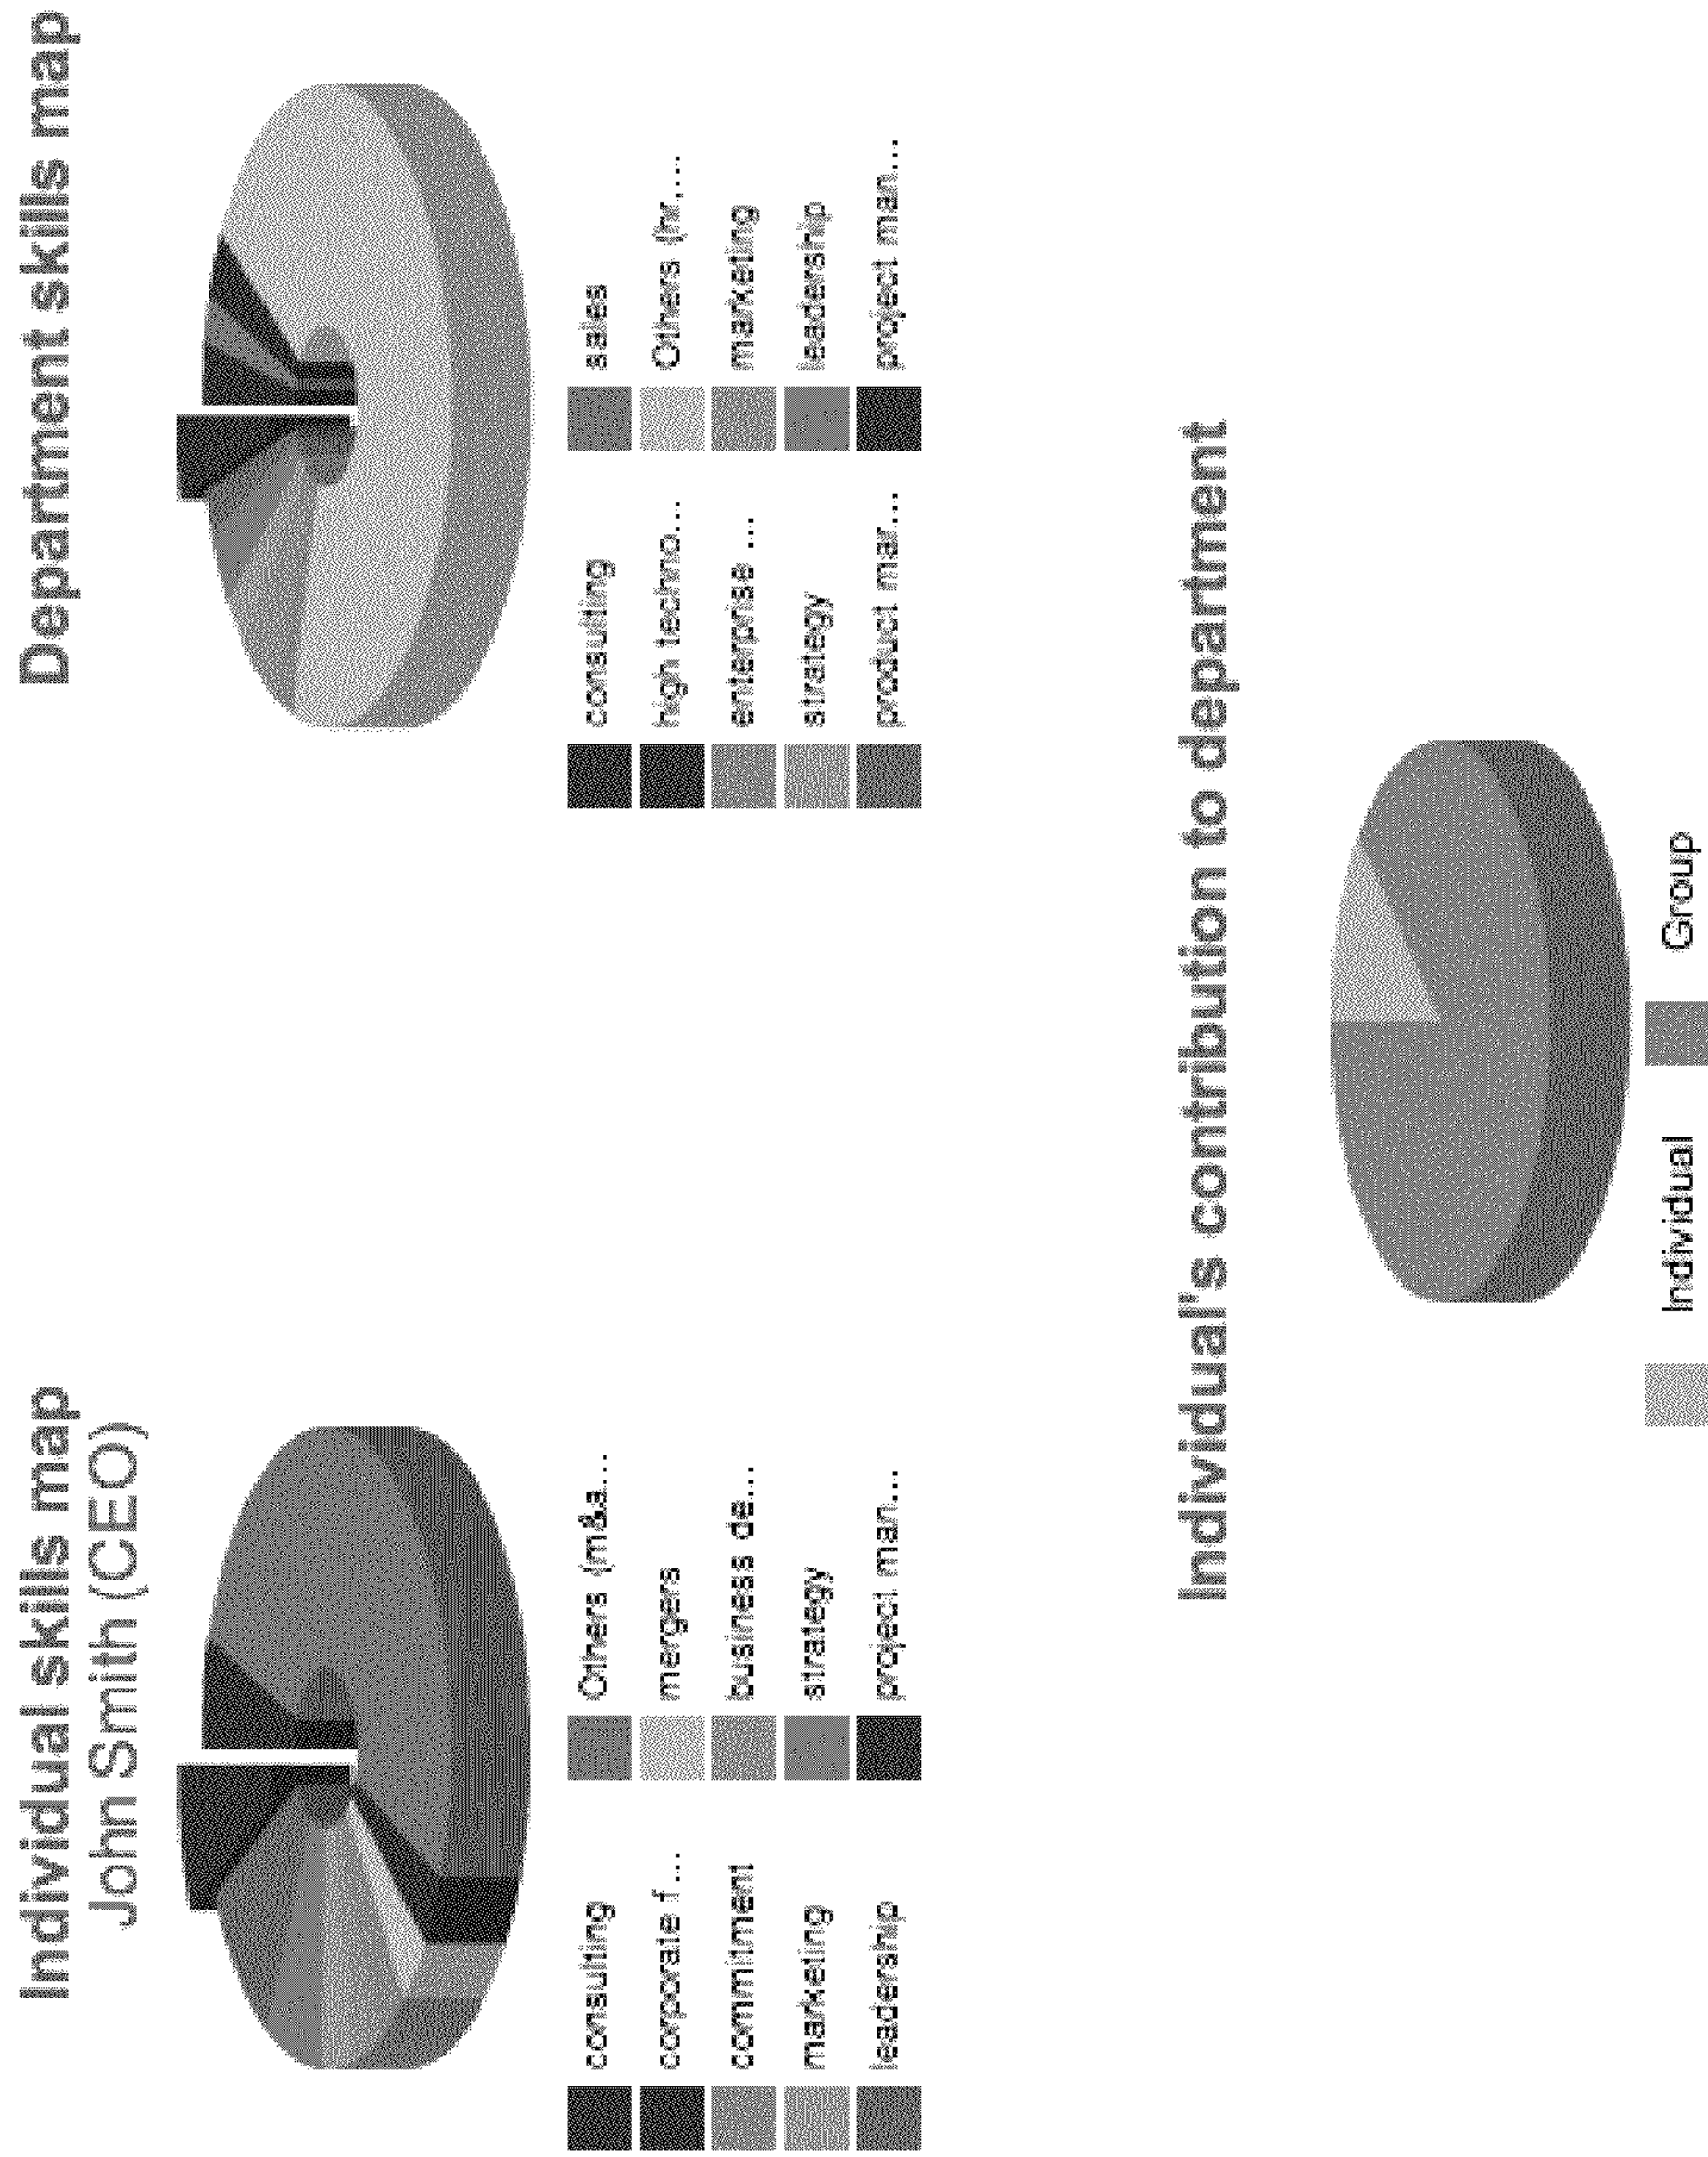 Individual skills map
John Smith (CEO)
consulting
Others (m&a...
corporate f...
mergers
commitment
business de...
marketing
strategy
leadership
project man...
Department skills map
consulting
sales
high techno...
Others (hr,...
enterprise ...
marketing
strategy
leadership
product mar...
project man...
Individual's contribution to department
Individual
Group